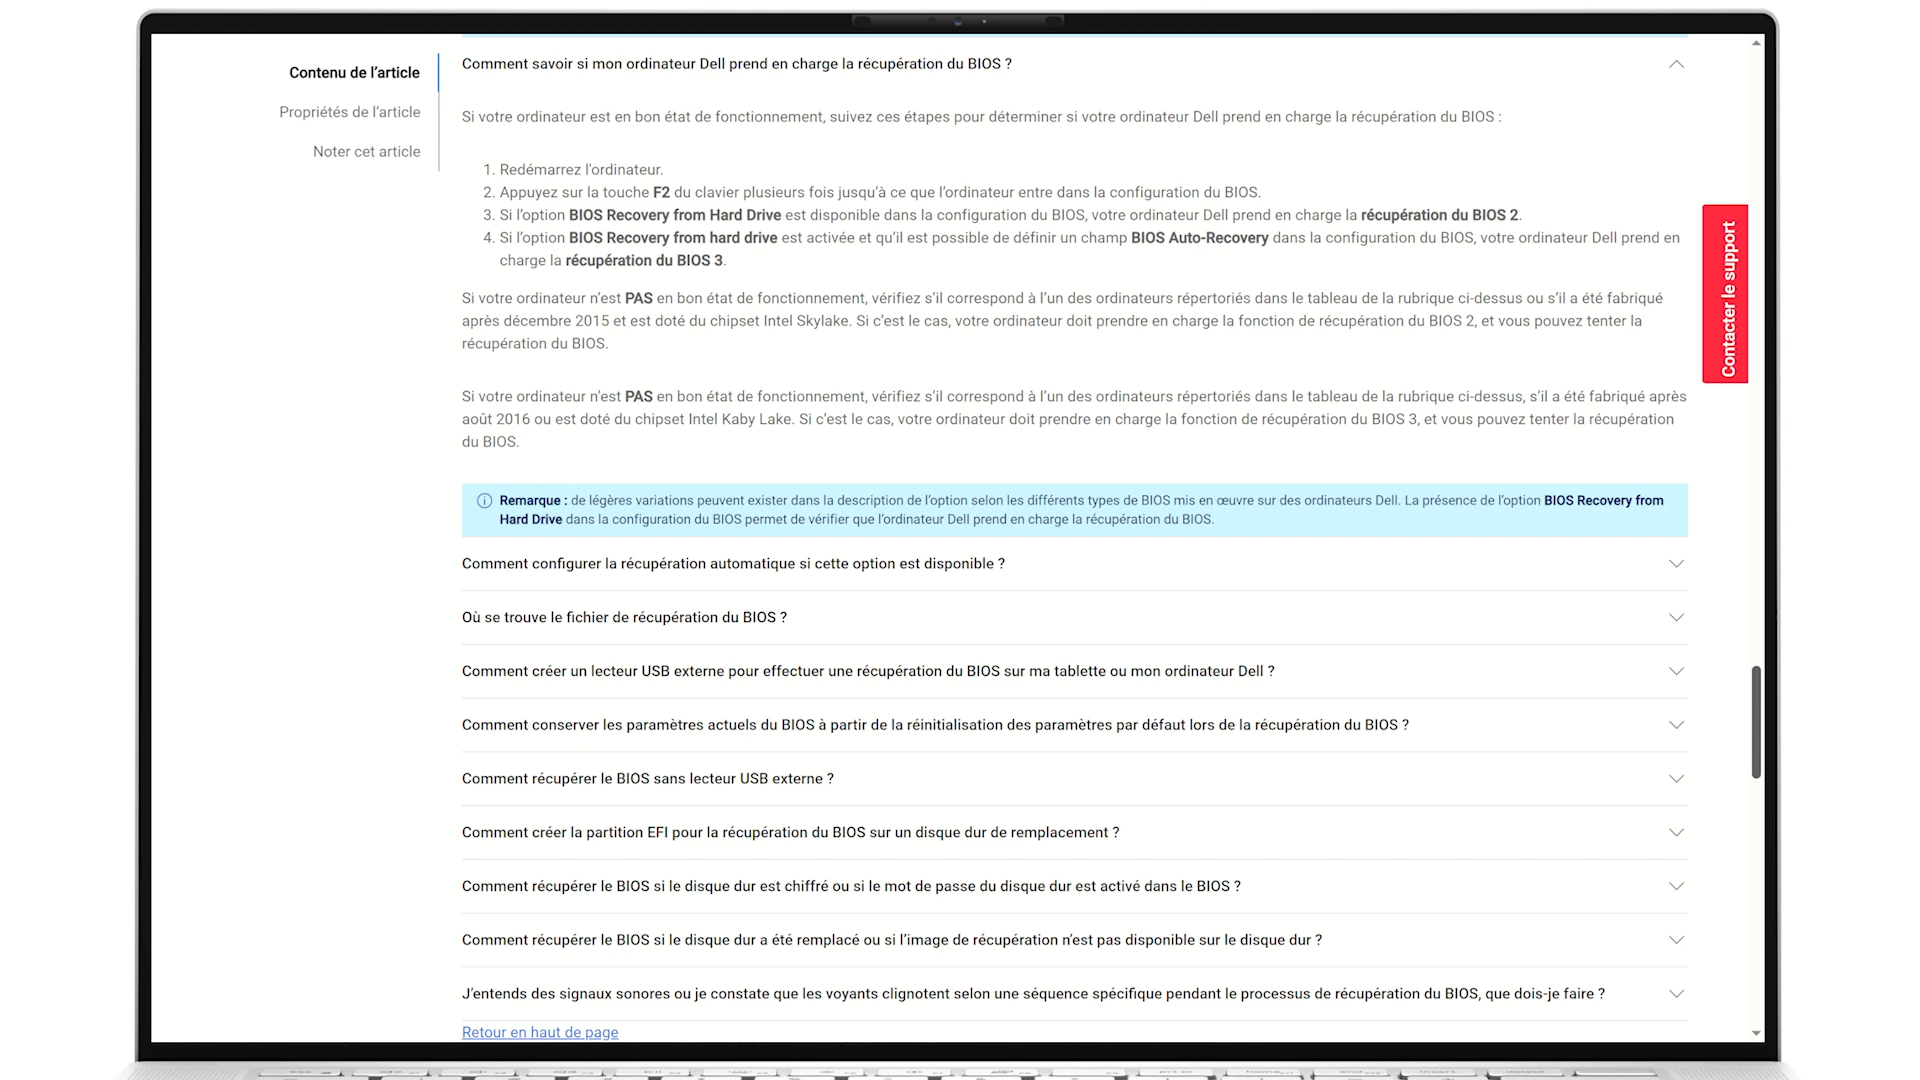 Contenu de l’article
Propriétés de l’article
Noter cet article
Comment savoir si mon ordinateur Dell prend en charge la récupération du BIOS ?
Si votre ordinateur est en bon état de fonctionnement, suivez ces étapes pour déterminer si votre ordinateur Dell prend en charge la récupération du BIOS :
1. Redémarrez l'ordinateur.
2. Appuyez sur la touche F2 du clavier plusieurs fois jusqu’à ce que l’ordinateur entre dans la configuration du BIOS.
3. Si l’option BIOS Recovery from Hard Drive est disponible dans la configuration du BIOS, votre ordinateur Dell prend en charge la récupération du BIOS 2.
4. Si l’option BIOS Recovery from hard drive est activée et qu’il est possible de définir un champ BIOS Auto-Recovery dans la configuration du BIOS, votre ordinateur Dell prend en
charge la récupération du BIOS 3.
Si votre ordinateur n’est PAS en bon état de fonctionnement, vérifiez s’il correspond à l’un des ordinateurs répertoriés dans le tableau de la rubrique ci-dessus ou s’il a été fabriqué
après décembre 2015 et est doté du chipset Intel Skylake. Si c’est le cas, votre ordinateur doit prendre en charge la fonction de récupération du BIOS 2, et vous pouvez tenter la
récupération du BIOS.
Si votre ordinateur n’est PAS en bon état de fonctionnement, vérifiez s’il correspond à l’un des ordinateurs répertoriés dans le tableau de la rubrique ci-dessus, s’il a été fabriqué après
août 2016 ou est doté du chipset Intel Kaby Lake. Si c’est le cas, votre ordinateur doit prendre en charge la fonction de récupération du BIOS 3, et vous pouvez tenter la récupération
du BIOS.
Remarque : de légères variations peuvent exister dans la description de l’option selon les différents types de BIOS mis en œuvre sur des ordinateurs Dell. La présence de l’option BIOS Recovery from
Hard Drive dans la configuration du BIOS permet de vérifier que l’ordinateur Dell prend en charge la récupération du BIOS.
Comment configurer la récupération automatique si cette option est disponible ?
Où se trouve le fichier de récupération du BIOS ?
Comment créer un lecteur USB externe pour effectuer une récupération du BIOS sur ma tablette ou mon ordinateur Dell ?
Comment conserver les paramètres actuels du BIOS à partir de la réinitialisation des paramètres par défaut lors de la récupération du BIOS ?
Comment récupérer le BIOS sans lecteur USB externe ?
Comment créer la partition EFI pour la récupération du BIOS sur un disque dur de remplacement ?
Comment récupérer le BIOS si le disque dur est chiffré ou si le mot de passe du disque dur est activé dans le BIOS ?
Comment récupérer le BIOS si le disque dur a été remplacé ou si l’image de récupération n’est pas disponible sur le disque dur ?
J’entends des signaux sonores ou je constate que les voyants clignotent selon une séquence spécifique pendant le processus de récupération du BIOS, que dois-je faire ?
Retour en haut de page
Contacter le support